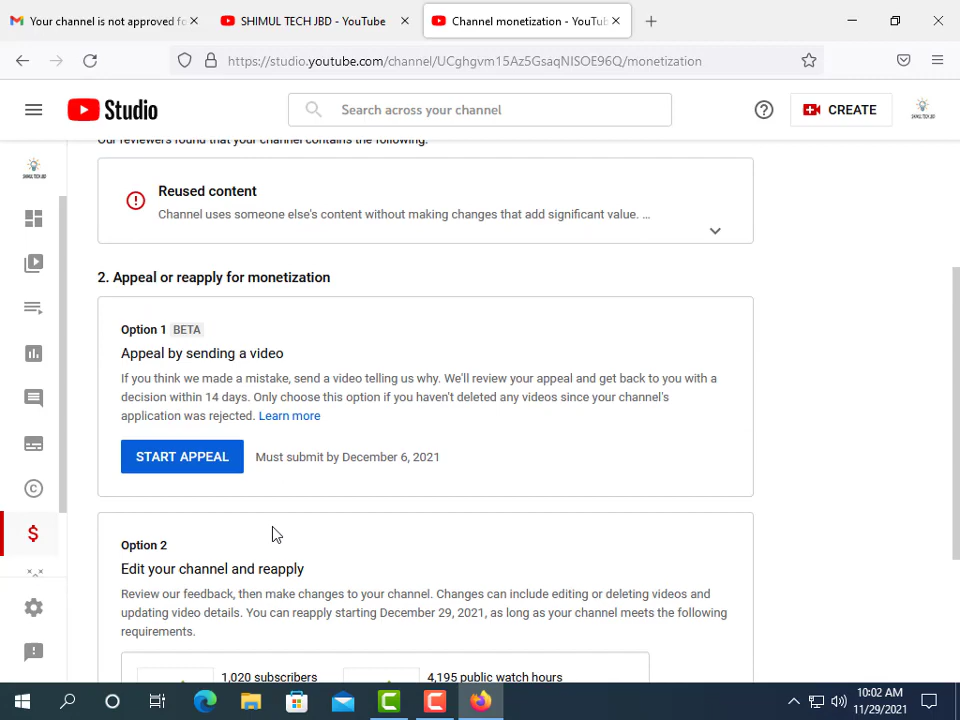 Your channel is not approved fo
SHIMUL TECH JBD - YouTube
Channel monetization - YouTub
https://studio.youtube.com/channel/UCghgvm15Az5GsaqNISOE96Q/monetization
Studio
Search across your channel
CREATE
Our reviewers found that your channel contains the following:
Reused content
Channel uses someone else's content without making changes that add significant value. ...
2. Appeal or reapply for monetization
Option 1 BETA
Appeal by sending a video
If you think we made a mistake, send a video telling us why. We'll review your appeal and get back to you with a
decision within 14 days. Only choose this option if you haven't deleted any videos since your channel's
application was rejected. Learn more
START APPEAL
Must submit by December 6, 2021
Option 2
Edit your channel and reapply
Review our feedback, then make changes to your channel. Changes can include editing or deleting videos and
updating video details. You can reapply starting December 29, 2021, as long as your channel meets the following
requirements.
1,020 subscribers
4,195 public watch hours
10:02 AM
11/29/2021